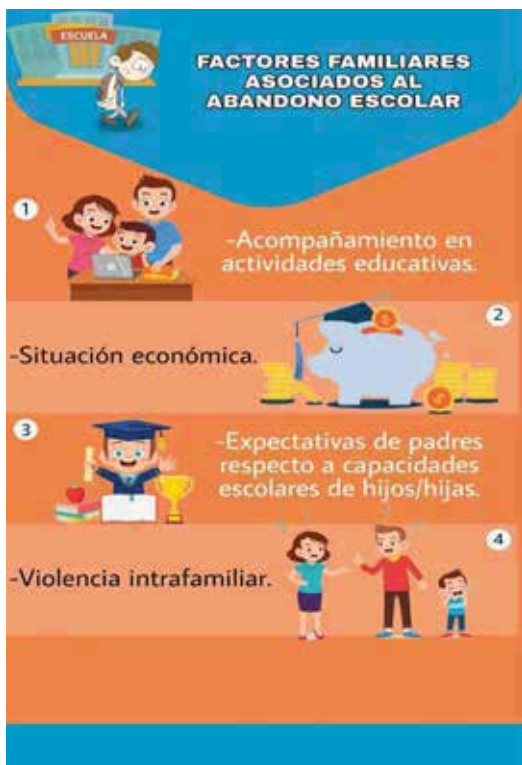 ESCUELA
FACTORES FAMILIARES
ASOCIADOS AL
ABANDONO ESCOLAR
1
-Acompañamiento en
actividades educativas.
2
-Situación económica.
3
-Expectativas de padres
respecto a capacidades
escolares de hijos/hijas.
4
-Violencia intrafamiliar.